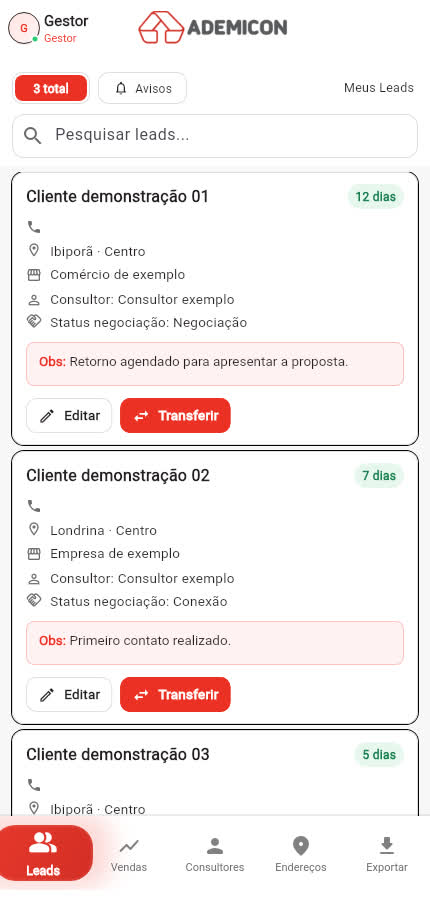 Gestor
G
Gestor
ADEMICON
3 total
Avisos
Meus Leads
Pesquisar leads...
Cliente demonstração 01
12 dias
Ibiporã · Centro
Comércio de exemplo
Consultor: Consultor exemplo
Status negociação: Negociação
Obs: Retorno agendado para apresentar a proposta.
Editar
Transferir
Cliente demonstração 02
7 dias
Londrina · Centro
Empresa de exemplo
Consultor: Consultor exemplo
Status negociação: Conexão
Obs: Primeiro contato realizado.
Editar
Transferir
Cliente demonstração 03
5 dias
Ibiporã · Centro
Leads
Vendas
Consultores
Endereços
Exportar